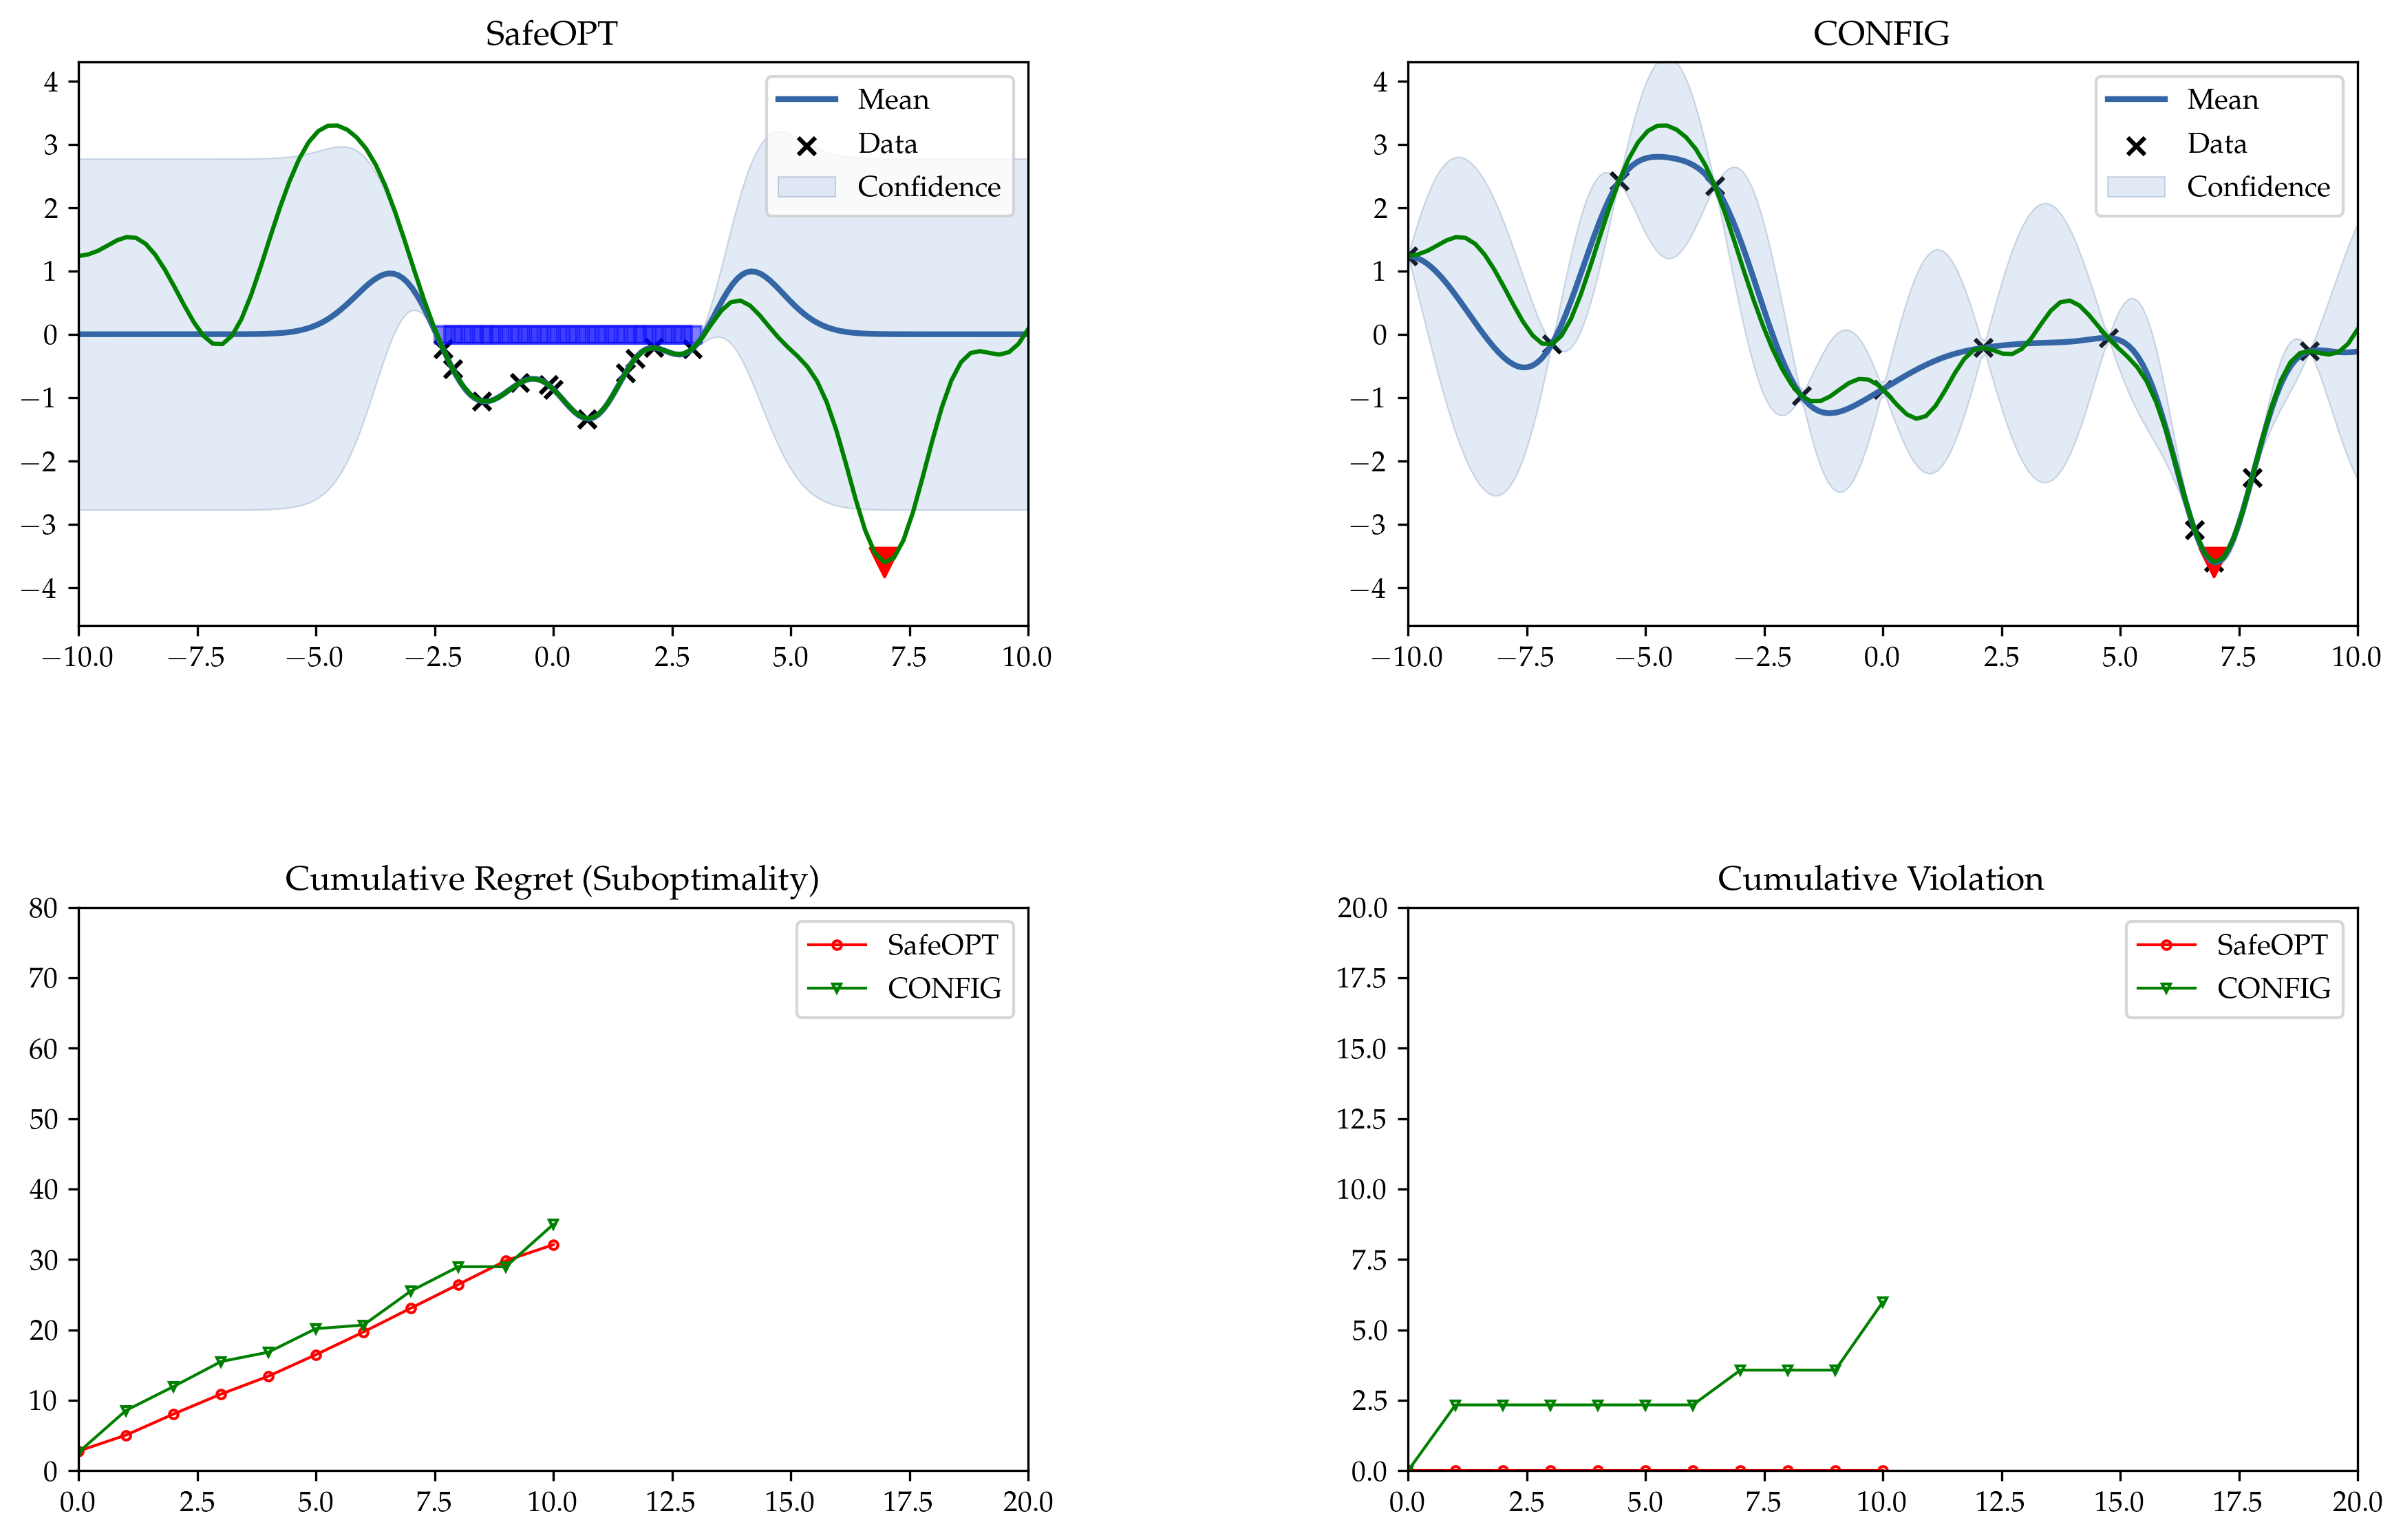 SafeOPT
4
3
2
1
0
−1
−2
−3
−4
Mean
Data
Confidence
−10.0 −7.5 −5.0 −2.5 0.0 2.5 5.0 7.5 10.0
CONFIG
4
3
2
1
0
−1
−2
−3
−4
Mean
Data
Confidence
−10.0 −7.5 −5.0 −2.5 0.0 2.5 5.0 7.5 10.0
Cumulative Regret (Suboptimality)
80
70
60
50
40
30
20
10
0
SafeOPT
CONFIG
0.0 2.5 5.0 7.5 10.0 12.5 15.0 17.5 20.0
Cumulative Violation
20.0
17.5
15.0
12.5
10.0
7.5
5.0
2.5
0.0
SafeOPT
CONFIG
0.0 2.5 5.0 7.5 10.0 12.5 15.0 17.5 20.0